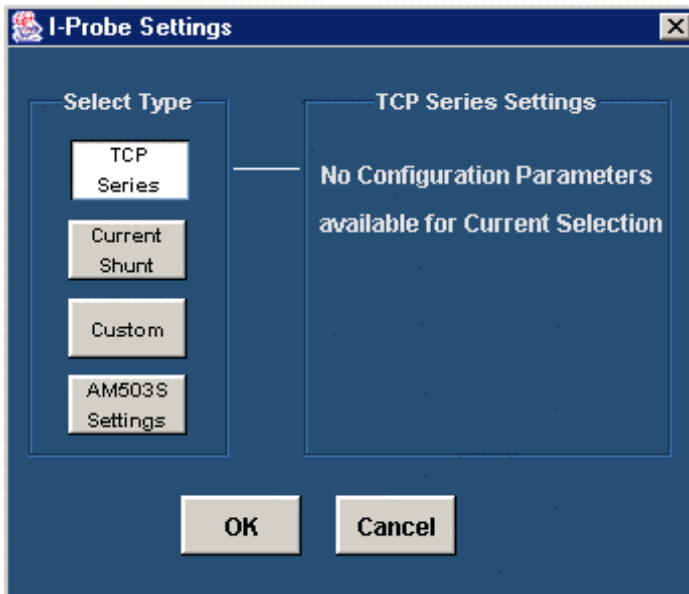 I-Probe Settings
Select Type
TCP
Series
Current
Shunt
Custom
AM503S
Settings
TCP Series Settings
No Configuration Parameters
available for Current Selection
OK
Cancel